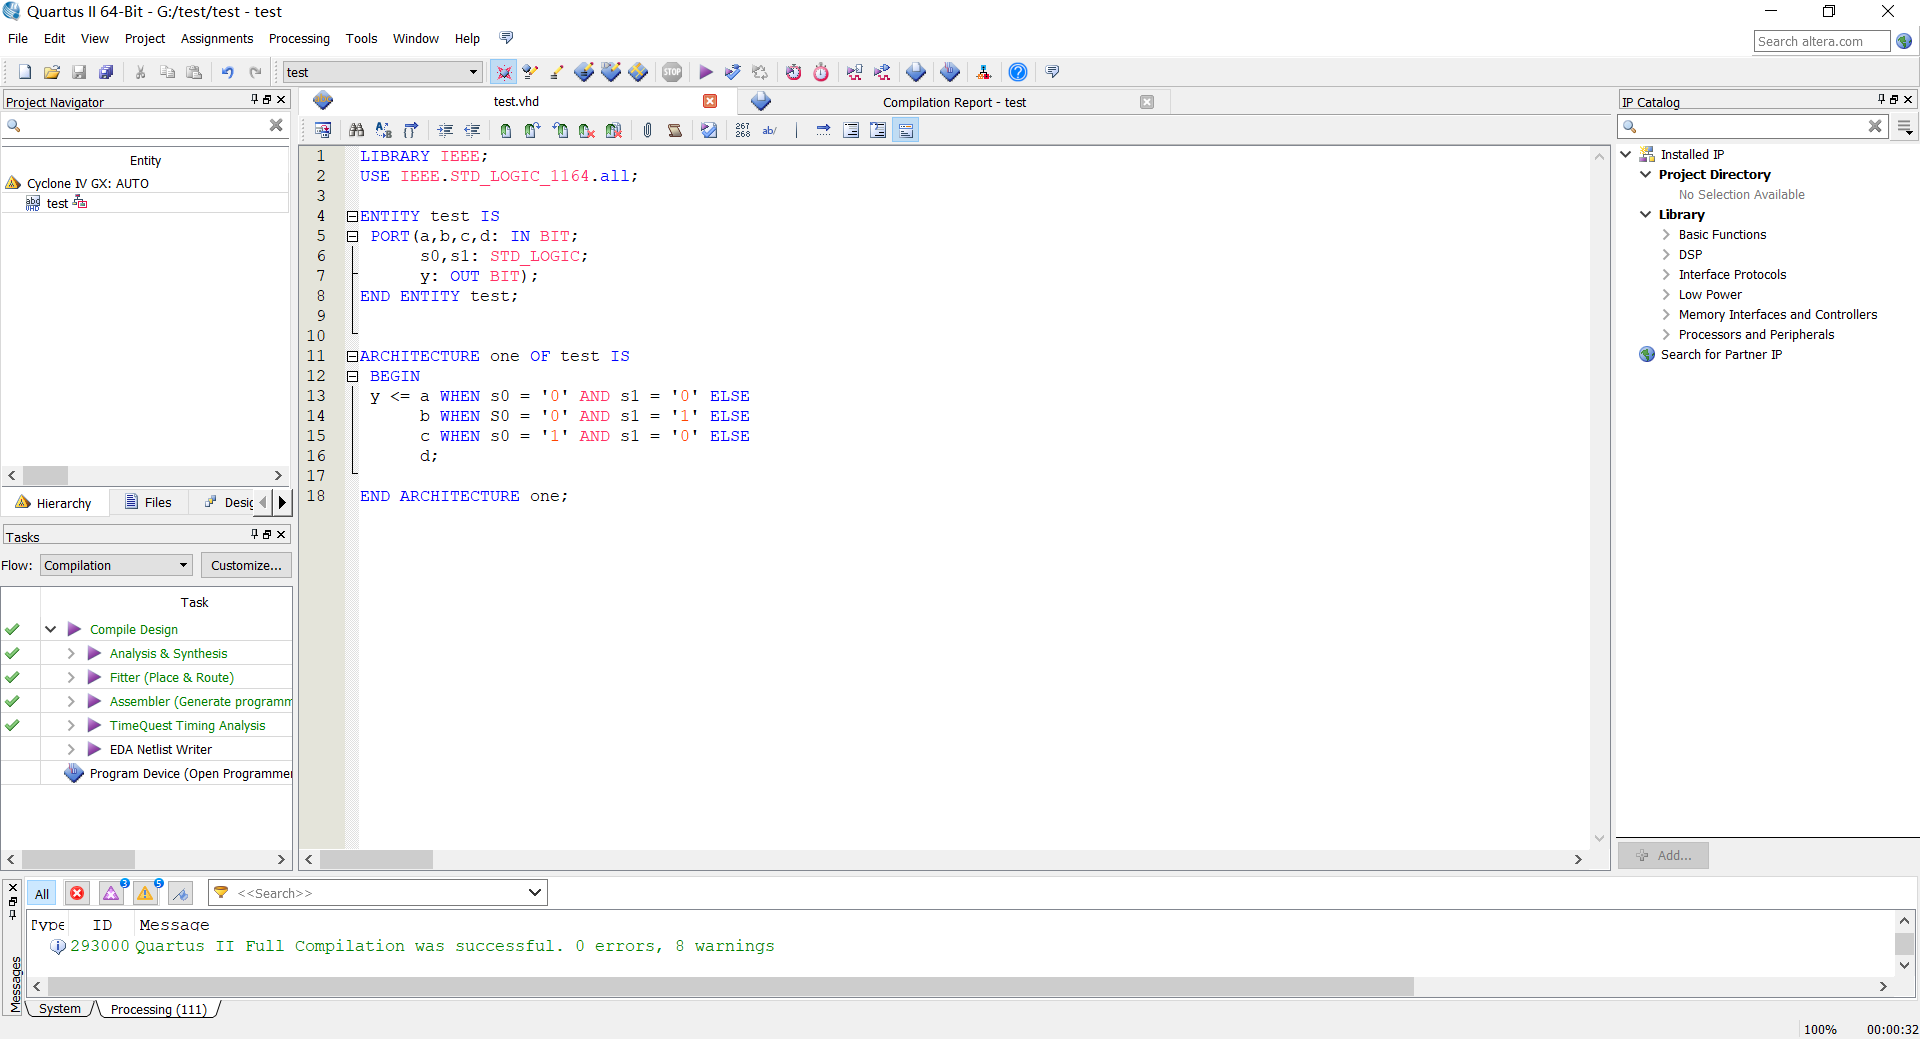 Quartus II 64-Bit - G:/test/test - test
File Edit View Project Assignments Processing Tools Window Help
Search altera.com
test
STOP
Project Navigator
Entity
Cyclone IV GX: AUTO
test
Hierarchy Files Desig
Tasks
Flow: Compilation Customize...
Task
Compile Design
Analysis & Synthesis
Fitter (Place & Route)
Assembler (Generate programm
TimeQuest Timing Analysis
EDA Netlist Writer
Program Device (Open Programmer
test.vhd
Compilation Report - test
267 268 ab/
1 LIBRARY IEEE;
2 USE IEEE.STD_LOGIC_1164.all;
3
4 ENTITY test IS
5 PORT(a,b,c,d: IN BIT;
6 s0,s1: STD_LOGIC;
7 y: OUT BIT);
8 END ENTITY test;
9
10
11 ARCHITECTURE one OF test IS
12 BEGIN
13 y <= a WHEN s0 = '0' AND s1 = '0' ELSE
14 b WHEN S0 = '0' AND s1 = '1' ELSE
15 c WHEN s0 = '1' AND s1 = '0' ELSE
16 d;
17
18 END ARCHITECTURE one;
IP Catalog
Installed IP
Project Directory
No Selection Available
Library
Basic Functions
DSP
Interface Protocols
Low Power
Memory Interfaces and Controllers
Processors and Peripherals
Search for Partner IP
Add...
All 3 5 <<Search>>
Type ID Message
293000 Quartus II Full Compilation was successful. 0 errors, 8 warnings
Messages
System Processing (111)
100% 00:00:32